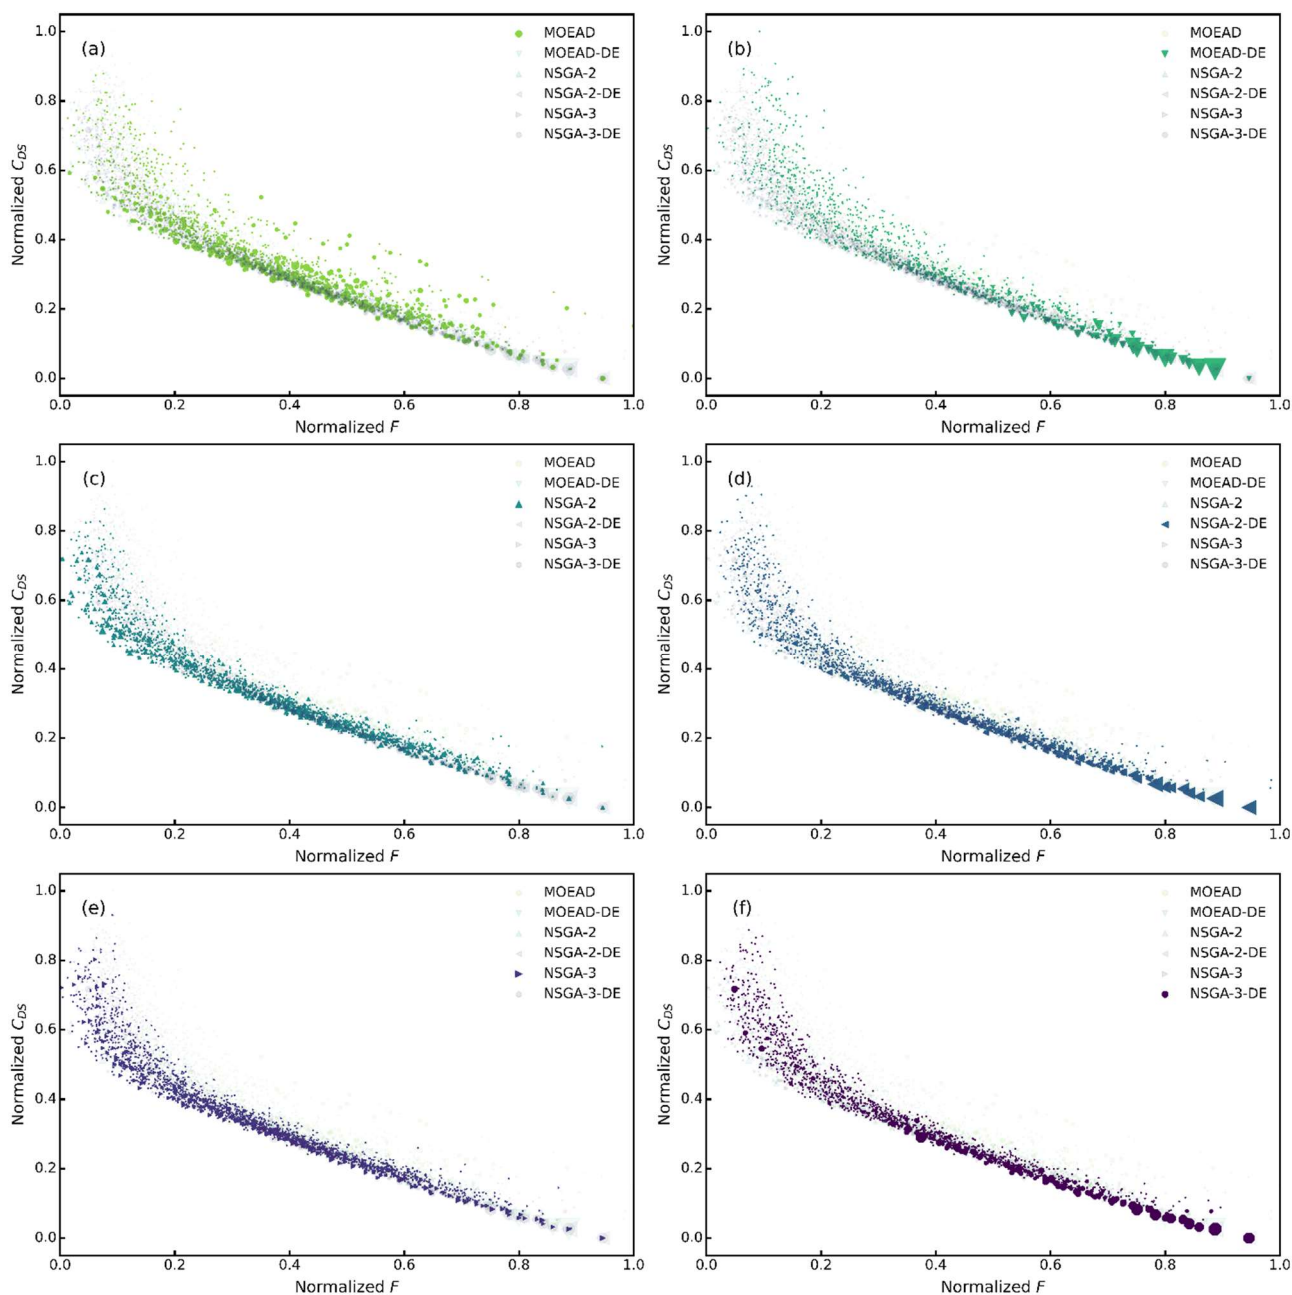 (a)
MOEAD
MOEAD-DE
NSGA-2
NSGA-2-DE
NSGA-3
NSGA-3-DE
1.0
0.8
0.6
0.4
0.2
0.0
Normalized C_DS
0.0 0.2 0.4 0.6 0.8 1.0
Normalized F
(b)
MOEAD
MOEAD-DE
NSGA-2
NSGA-2-DE
NSGA-3
NSGA-3-DE
1.0
0.8
0.6
0.4
0.2
0.0
Normalized C_DS
0.0 0.2 0.4 0.6 0.8 1.0
Normalized F
(c)
MOEAD
MOEAD-DE
NSGA-2
NSGA-2-DE
NSGA-3
NSGA-3-DE
1.0
0.8
0.6
0.4
0.2
0.0
Normalized C_DS
0.0 0.2 0.4 0.6 0.8 1.0
Normalized F
(d)
MOEAD
MOEAD-DE
NSGA-2
NSGA-2-DE
NSGA-3
NSGA-3-DE
1.0
0.8
0.6
0.4
0.2
0.0
Normalized C_DS
0.0 0.2 0.4 0.6 0.8 1.0
Normalized F
(e)
MOEAD
MOEAD-DE
NSGA-2
NSGA-2-DE
NSGA-3
NSGA-3-DE
1.0
0.8
0.6
0.4
0.2
0.0
Normalized C_DS
0.0 0.2 0.4 0.6 0.8 1.0
Normalized F
(f)
MOEAD
MOEAD-DE
NSGA-2
NSGA-2-DE
NSGA-3
NSGA-3-DE
1.0
0.8
0.6
0.4
0.2
0.0
Normalized C_DS
0.0 0.2 0.4 0.6 0.8 1.0
Normalized F